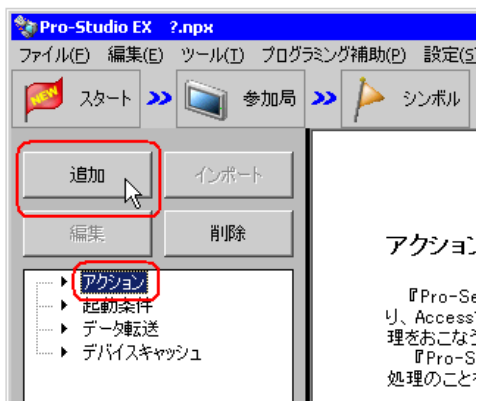 Pro-Studio EX ?.npx
ファイル(F) 編集(E) ツール(T) プログラミング補助(P) 設定(S
NEW スタート 参加局 シンボル
追加 インポート
編集 削除
アクション
起動条件
データ転送
デバイスキャッシュ
アクション
『Pro-Se
り、Access
理をおこなう
『Pro-S
処理のことを